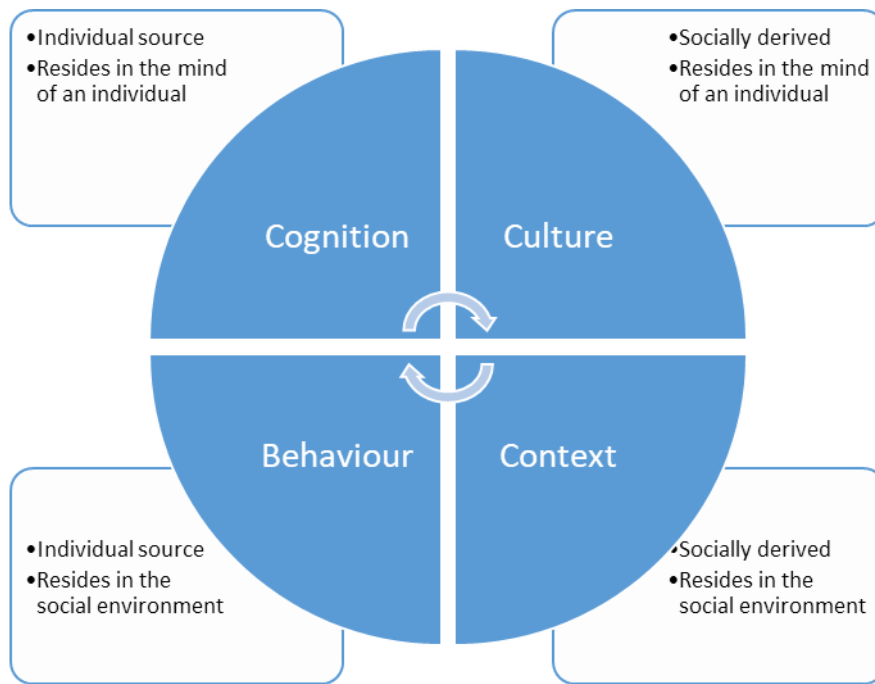 •Individual source
•Resides in the mind
of an individual
•Socially derived
•Resides in the mind
of an individual
Cognition
Culture
Behaviour
Context
•Individual source
•Resides in the
social environment
•Socially derived
•Resides in the
social environment